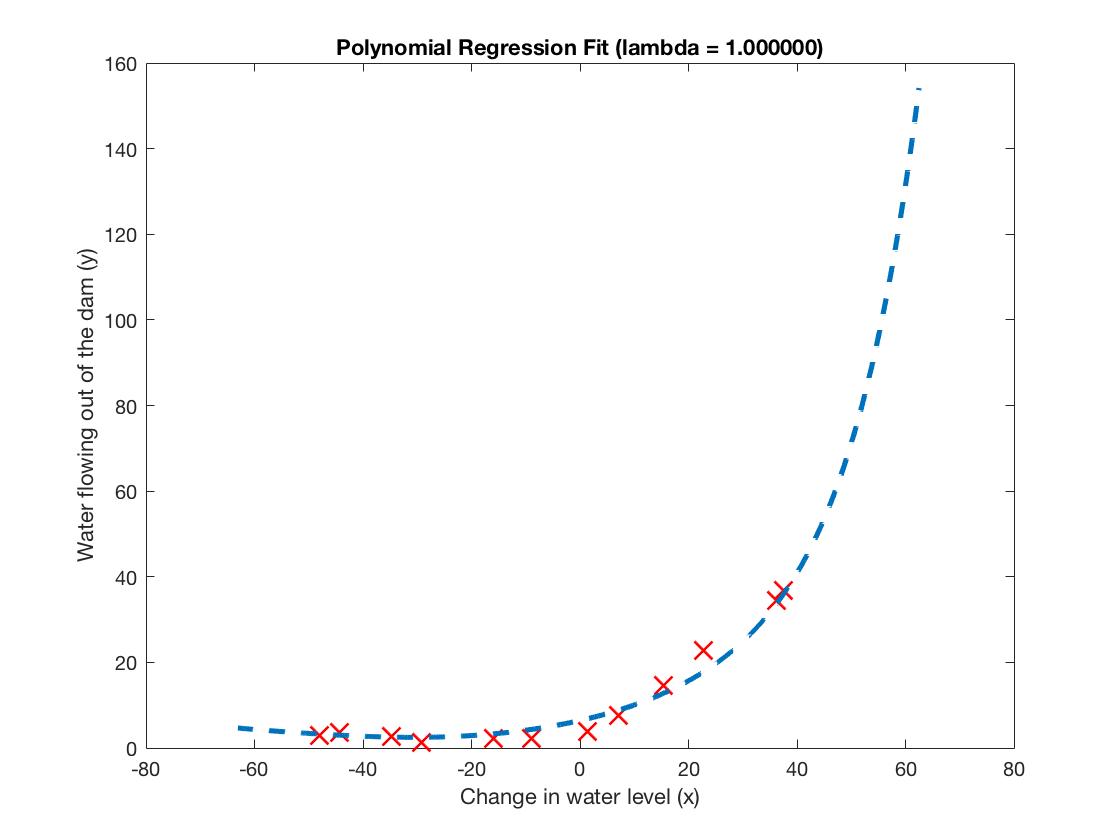 Polynomial Regression Fit (lambda = 1.000000)
160
140
120
100
80
60
40
20
0
Water flowing out of the dam (y)
-80 -60 -40 -20 0 20 40 60 80
Change in water level (x)